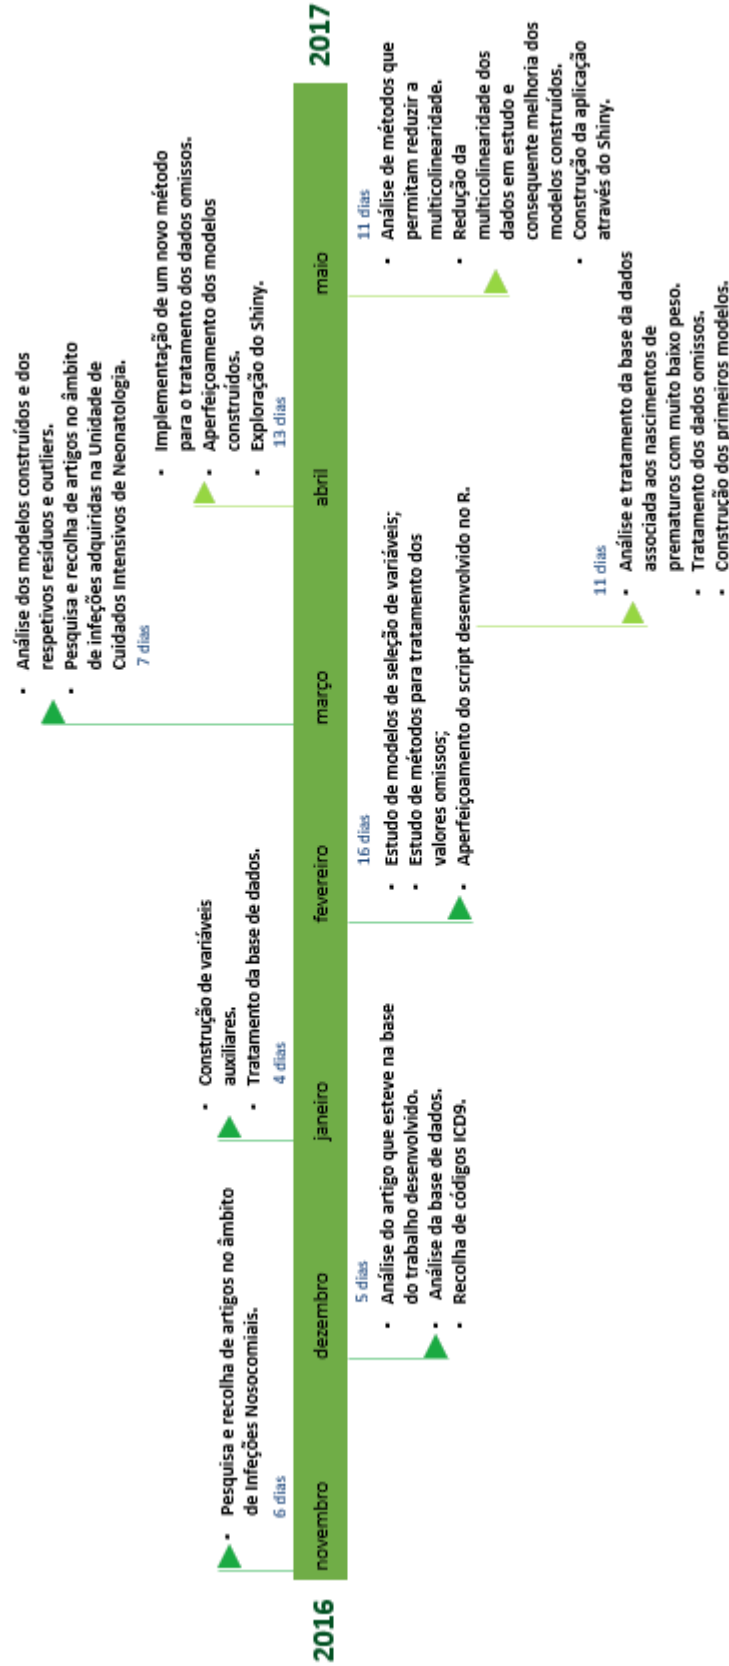 2016
novembro
dezembro
janeiro
fevereiro
março
abril
maio
2017
▪ Pesquisa e recolha de artigos no âmbito
de Infeções Nosocomiais.
6 dias
5 dias
▪ Análise do artigo que esteve na base
do trabalho desenvolvido.
▪ Análise da base de dados.
▪ Recolha de códigos ICD9.
▪ Construção de variáveis
auxiliares.
▪ Tratamento da base de dados.
4 dias
16 dias
▪ Estudo de modelos de seleção de variáveis;
▪ Estudo de métodos para tratamento dos
valores omissos;
▪ Aperfeiçoamento do script desenvolvido no R.
▪ Análise dos modelos construídos e dos
respetivos resíduos e outliers.
▪ Pesquisa e recolha de artigos no âmbito
de infeções adquiridas na Unidade de
Cuidados Intensivos de Neonatologia.
7 dias
11 dias
▪ Análise e tratamento da base da dados
associada aos nascimentos de
prematuros com muito baixo peso.
▪ Tratamento dos dados omissos.
▪ Construção dos primeiros modelos.
▪ Implementação de um novo método
para o tratamento dos dados omissos.
▪ Aperfeiçoamento dos modelos
construídos.
▪ Exploração do Shiny.
13 dias
11 dias
▪ Análise de métodos que
permitam reduzir a
multicolinearidade.
▪ Redução da
multicolinearidade dos
dados em estudo e
consequente melhoria dos
modelos construídos.
▪ Construção da aplicação
através do Shiny.